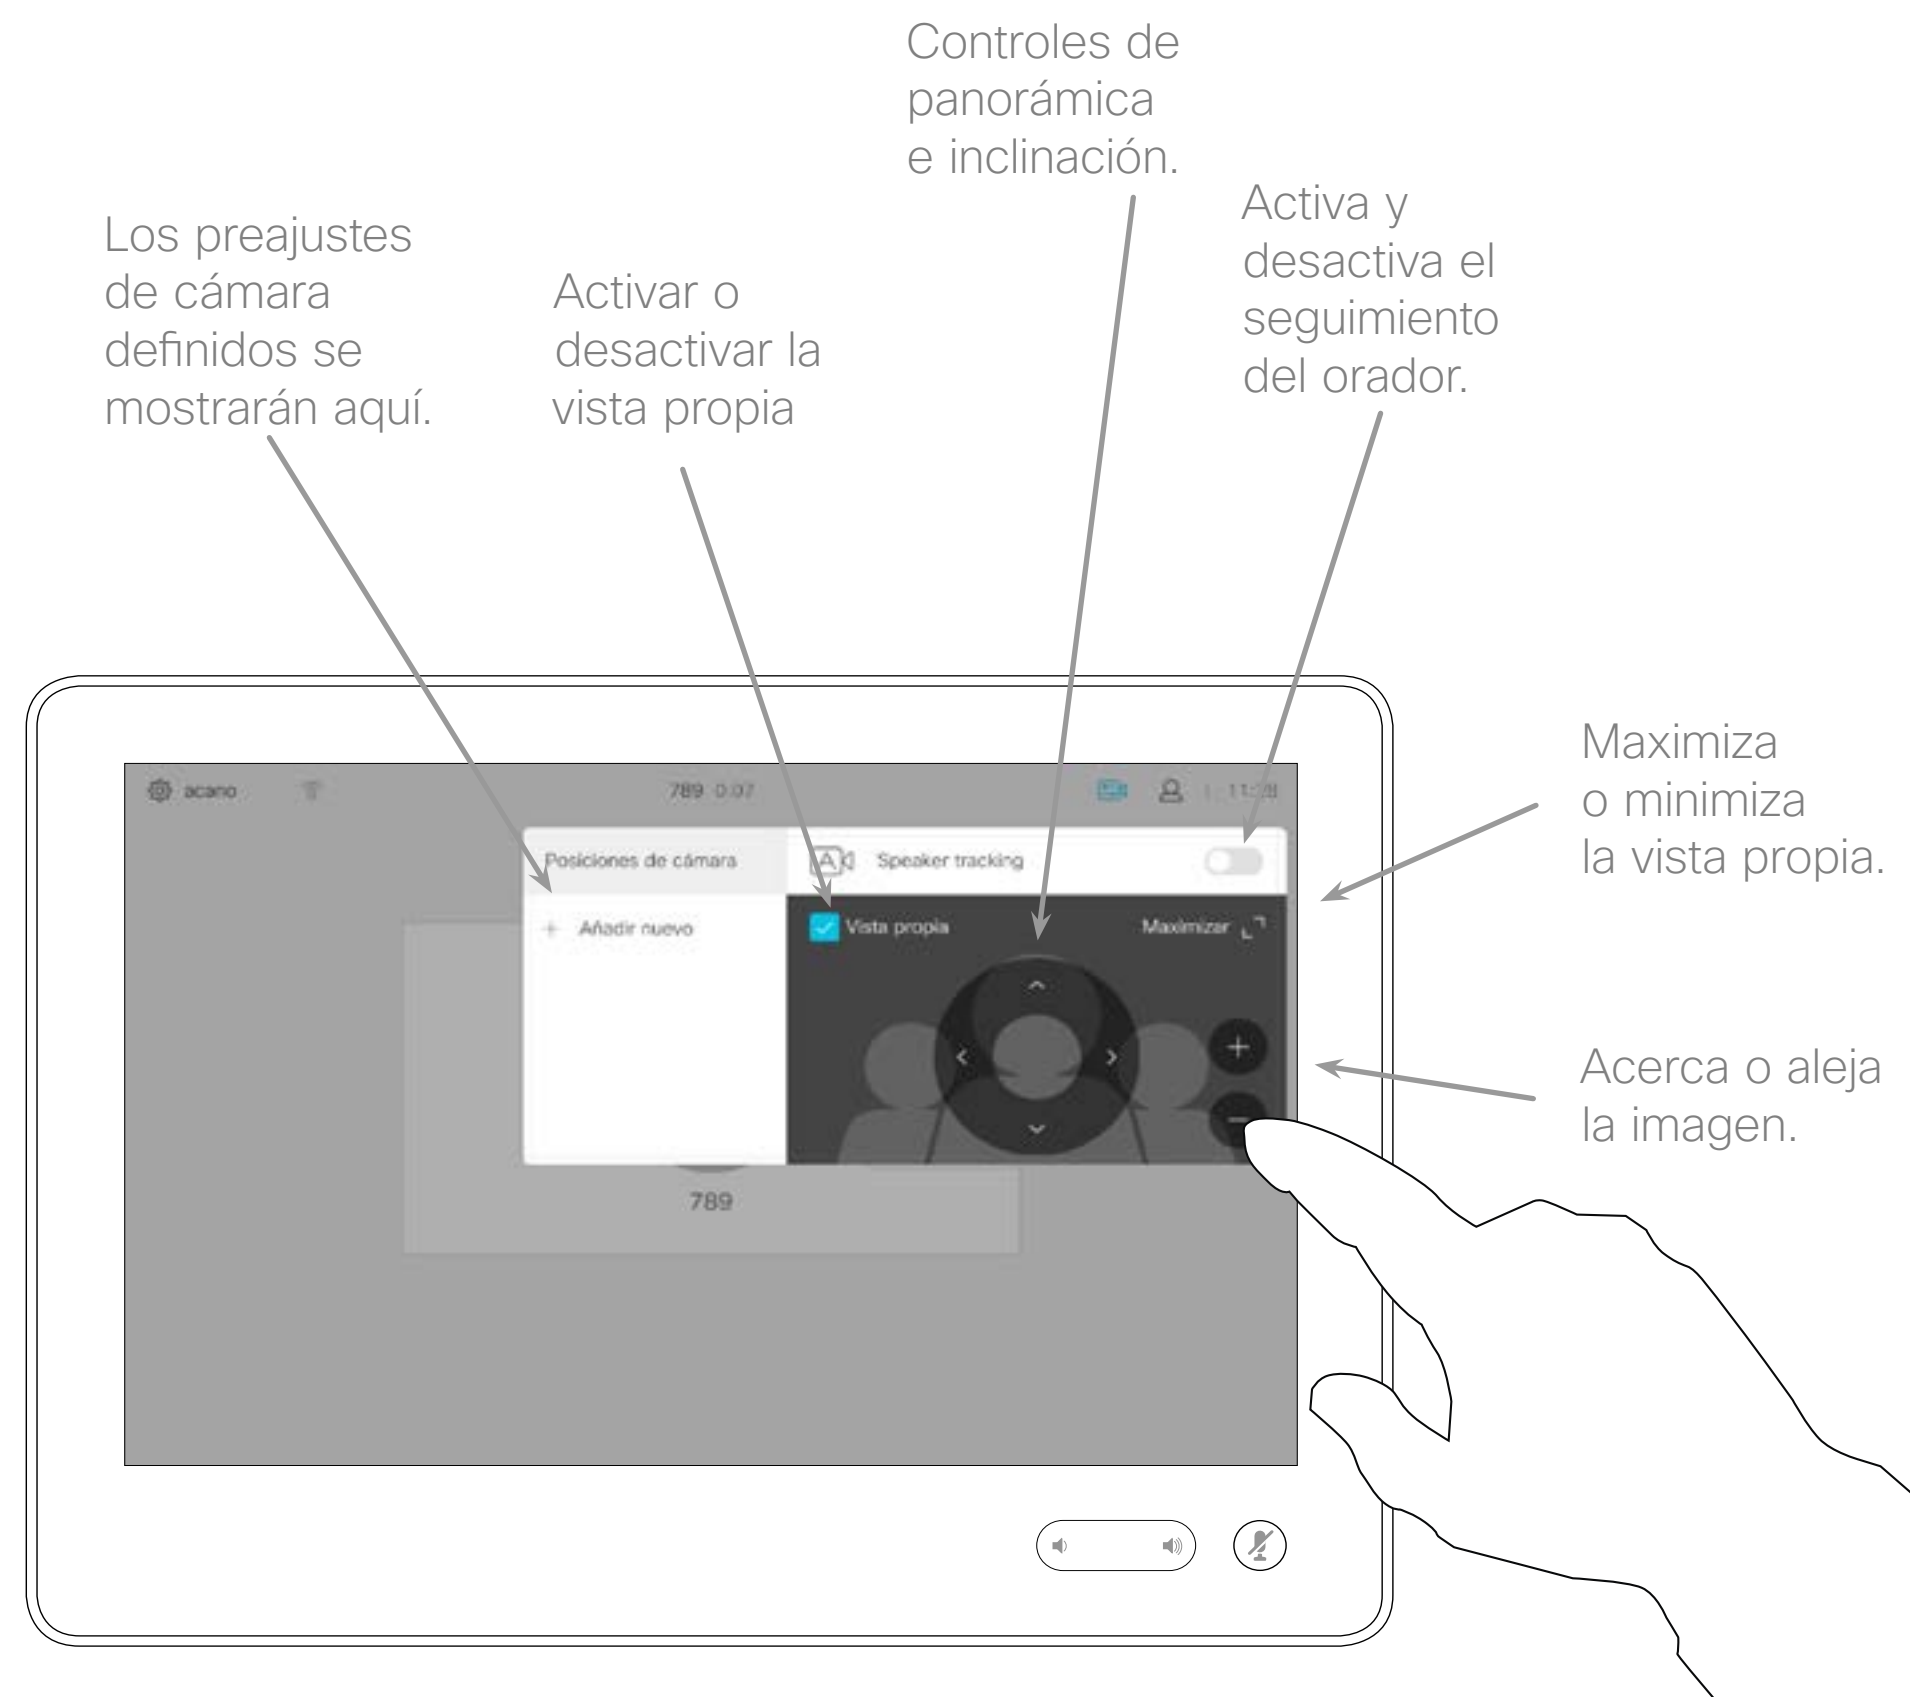 Controles de
panorámica
e inclinación.
Activa y
desactiva el
seguimiento
del orador.
Los preajustes
de cámara
definidos se
mostrarán aquí.
Activar o
desactivar la
vista propia
Maximiza
o minimiza
la vista propia.
Acerca o aleja
la imagen.
acano
789 0:07
Posiciones de cámara
Speaker tracking
Añadir nuevo
Vista propia
Maximizar
789